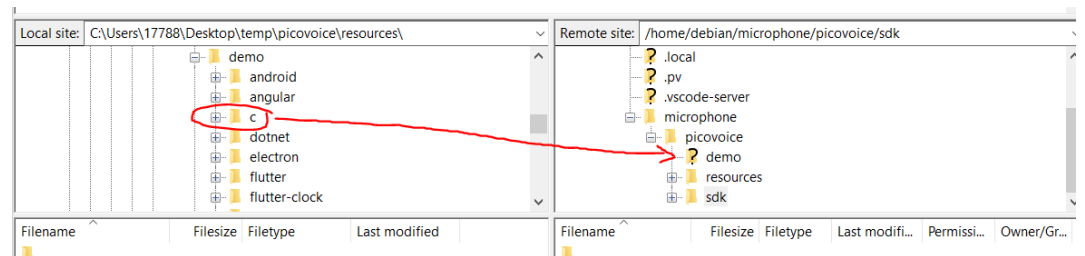 Local site: C:\Users\17788\Desktop\temp\picovoice\resources\
demo
android
angular
c
dotnet
electron
flutter
flutter-clock
Filename Filesize Filetype Last modified
Remote site: /home/debian/microphone/picovoice/sdk
.local
.pv
.vscode-server
microphone
picovoice
demo
resources
sdk
Filename Filesize Filetype Last modifi... Permissi... Owner/Gr...